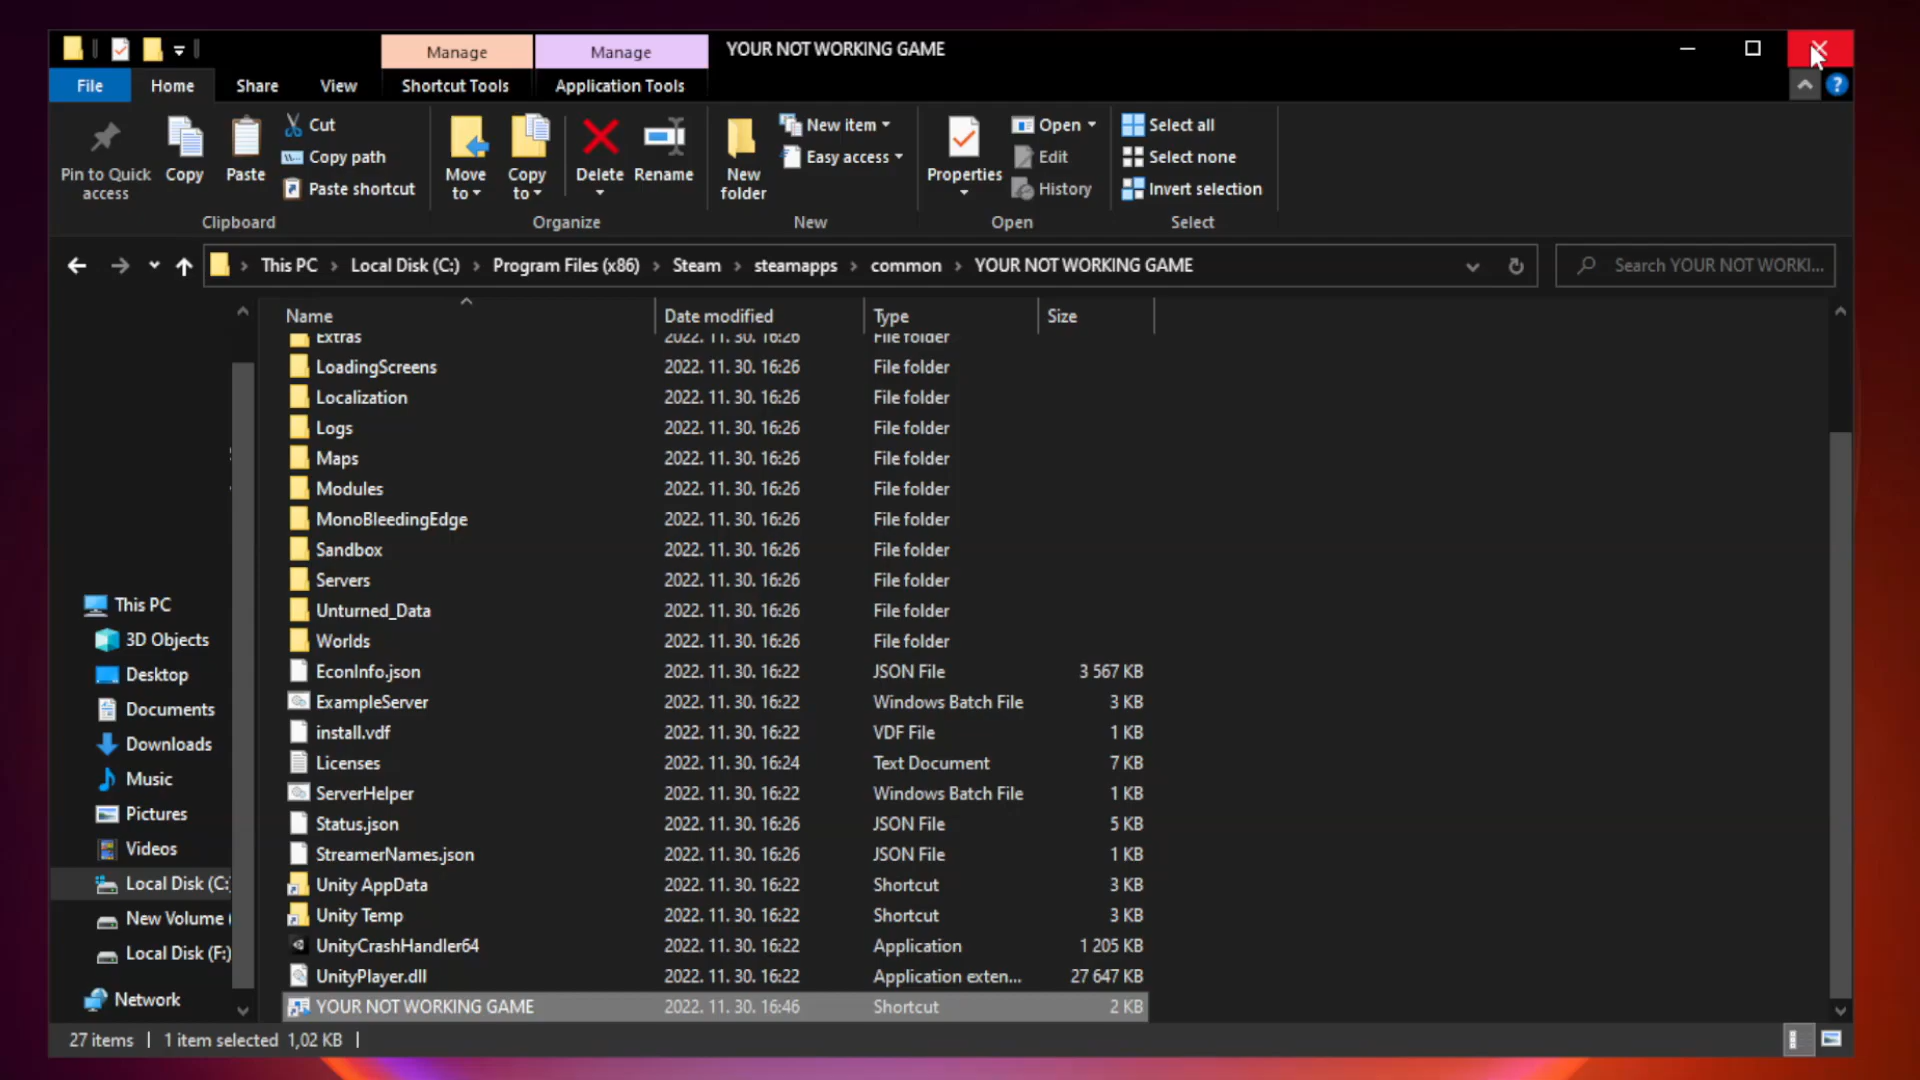 Manage
Manage
YOUR NOT WORKING GAME
File
Home
Share
View
Shortcut Tools
Application Tools
Pin to Quick access
Copy
Paste
Cut
Copy path
Paste shortcut
Clipboard
Move to
Copy to
Delete
Rename
Organize
New folder
New item
Easy access
New
Properties
Open
Edit
History
Open
Select all
Select none
Invert selection
Select
This PC > Local Disk (C:) > Program Files (x86) > Steam > steamapps > common > YOUR NOT WORKING GAME
Search YOUR NOT WORKI...
Name Date modified Type Size
Extras 2022. 11. 30. 16:26 File folder
LoadingScreens 2022. 11. 30. 16:26 File folder
Localization 2022. 11. 30. 16:26 File folder
Logs 2022. 11. 30. 16:26 File folder
Maps 2022. 11. 30. 16:26 File folder
Modules 2022. 11. 30. 16:26 File folder
MonoBleedingEdge 2022. 11. 30. 16:26 File folder
Sandbox 2022. 11. 30. 16:26 File folder
Servers 2022. 11. 30. 16:26 File folder
Unturned_Data 2022. 11. 30. 16:26 File folder
Worlds 2022. 11. 30. 16:26 File folder
EconInfo.json 2022. 11. 30. 16:22 JSON File 3 567 KB
ExampleServer 2022. 11. 30. 16:22 Windows Batch File 3 KB
install.vdf 2022. 11. 30. 16:22 VDF File 1 KB
Licenses 2022. 11. 30. 16:24 Text Document 7 KB
ServerHelper 2022. 11. 30. 16:22 Windows Batch File 1 KB
Status.json 2022. 11. 30. 16:26 JSON File 5 KB
StreamerNames.json 2022. 11. 30. 16:26 JSON File 1 KB
Unity AppData 2022. 11. 30. 16:22 Shortcut 3 KB
Unity Temp 2022. 11. 30. 16:22 Shortcut 3 KB
UnityCrashHandler64 2022. 11. 30. 16:22 Application 1 205 KB
UnityPlayer.dll 2022. 11. 30. 16:22 Application exten... 27 647 KB
YOUR NOT WORKING GAME 2022. 11. 30. 16:46 Shortcut 2 KB
This PC
3D Objects
Desktop
Documents
Downloads
Music
Pictures
Videos
Local Disk (C:)
New Volume (
Local Disk (F:)
Network
27 items | 1 item selected 1,02 KB |